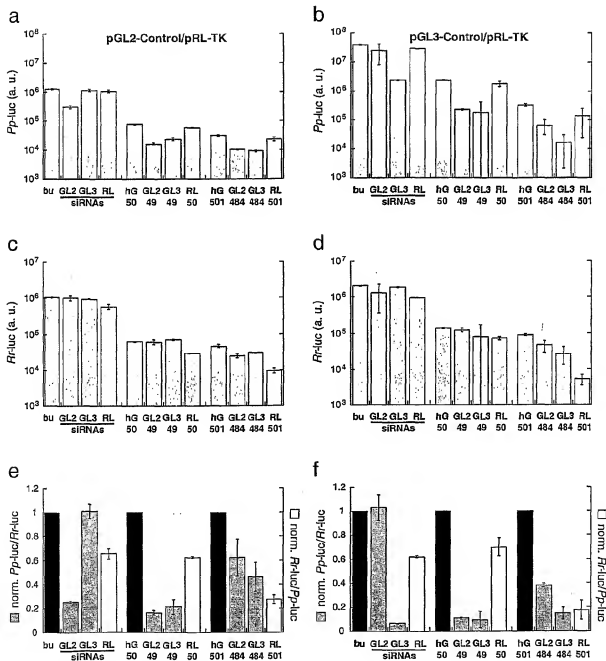 a
pGL2-Control/pRL-TK
Pp-luc (a. u.)
10⁸
10⁷
10⁶
10⁵
10⁴
10³
bu GL2 GL3 RL hG GL2 GL3 RL hG GL2 GL3 RL
siRNAs 50 49 49 50 501 484 484 501
b
pGL3-Control/pRL-TK
Pp-luc (a. u.)
10⁸
10⁷
10⁶
10⁵
10⁴
10³
bu GL2 GL3 RL hG GL2 GL3 RL hG GL2 GL3 RL
siRNAs 50 49 49 50 501 484 484 501
c
Rr-luc (a. u.)
10⁷
10⁶
10⁵
10⁴
10³
bu GL2 GL3 RL hG GL2 GL3 RL hG GL2 GL3 RL
siRNAs 50 49 49 50 501 484 484 501
d
Rr-luc (a. u.)
10⁷
10⁶
10⁵
10⁴
10³
bu GL2 GL3 RL hG GL2 GL3 RL hG GL2 GL3 RL
siRNAs 50 49 49 50 501 484 484 501
e
norm. Pp-luc/Rr-luc
1.2
1
0.8
0.6
0.4
0.2
0
norm. Rr-luc/Pp-luc
bu GL2 GL3 RL hG GL2 GL3 RL hG GL2 GL3 RL
siRNAs 50 49 49 50 501 484 484 501
f
norm. Pp-luc/Rr-luc
1.2
1
0.8
0.6
0.4
0.2
0
norm. Rr-luc/Pp-luc
bu GL2 GL3 RL hG GL2 GL3 RL hG GL2 GL3 RL
siRNAs 50 49 49 50 501 484 484 501